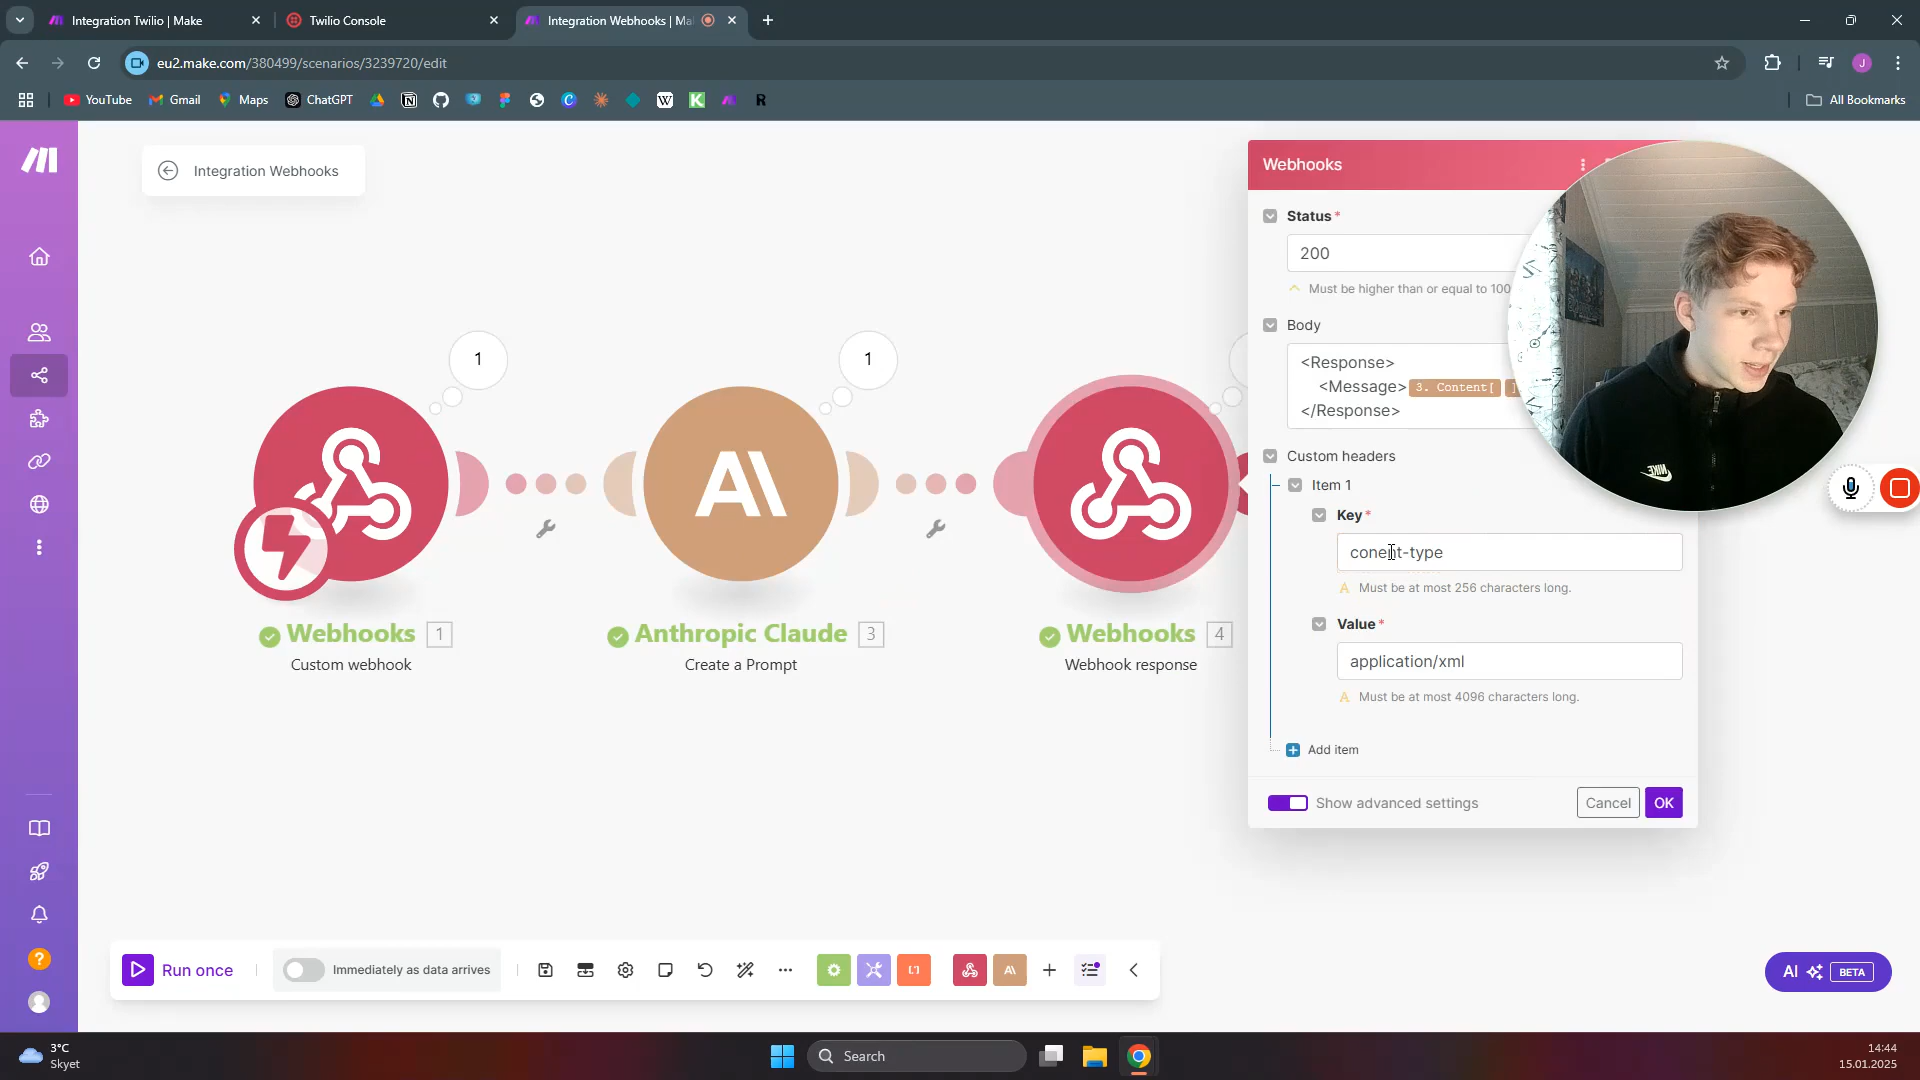 Integration Twilio | Make
Twilio Console
Integration Webhooks | Ma
eu2.make.com/380499/scenarios/3239720/edit
J
YouTube
Gmail
Maps
ChatGPT
All Bookmarks
Integration Webhooks
1
1
Webhooks 1
Custom webhook
Anthropic Claude 3
Create a Prompt
Webhooks 4
Webhook response
Webhooks
Status *
200
Must be higher than or equal to 100
Body
<Response>
<Message> 3. Content[ ]
</Response>
Custom headers
Item 1
Key *
conent-type
Must be at most 256 characters long.
Value *
application/xml
Must be at most 4096 characters long.
Add item
Show advanced settings
Cancel
OK
NIKE
Run once
Immediately as data arrives
AI BETA
3°C
Skyet
Search
14:44
15.01.2025